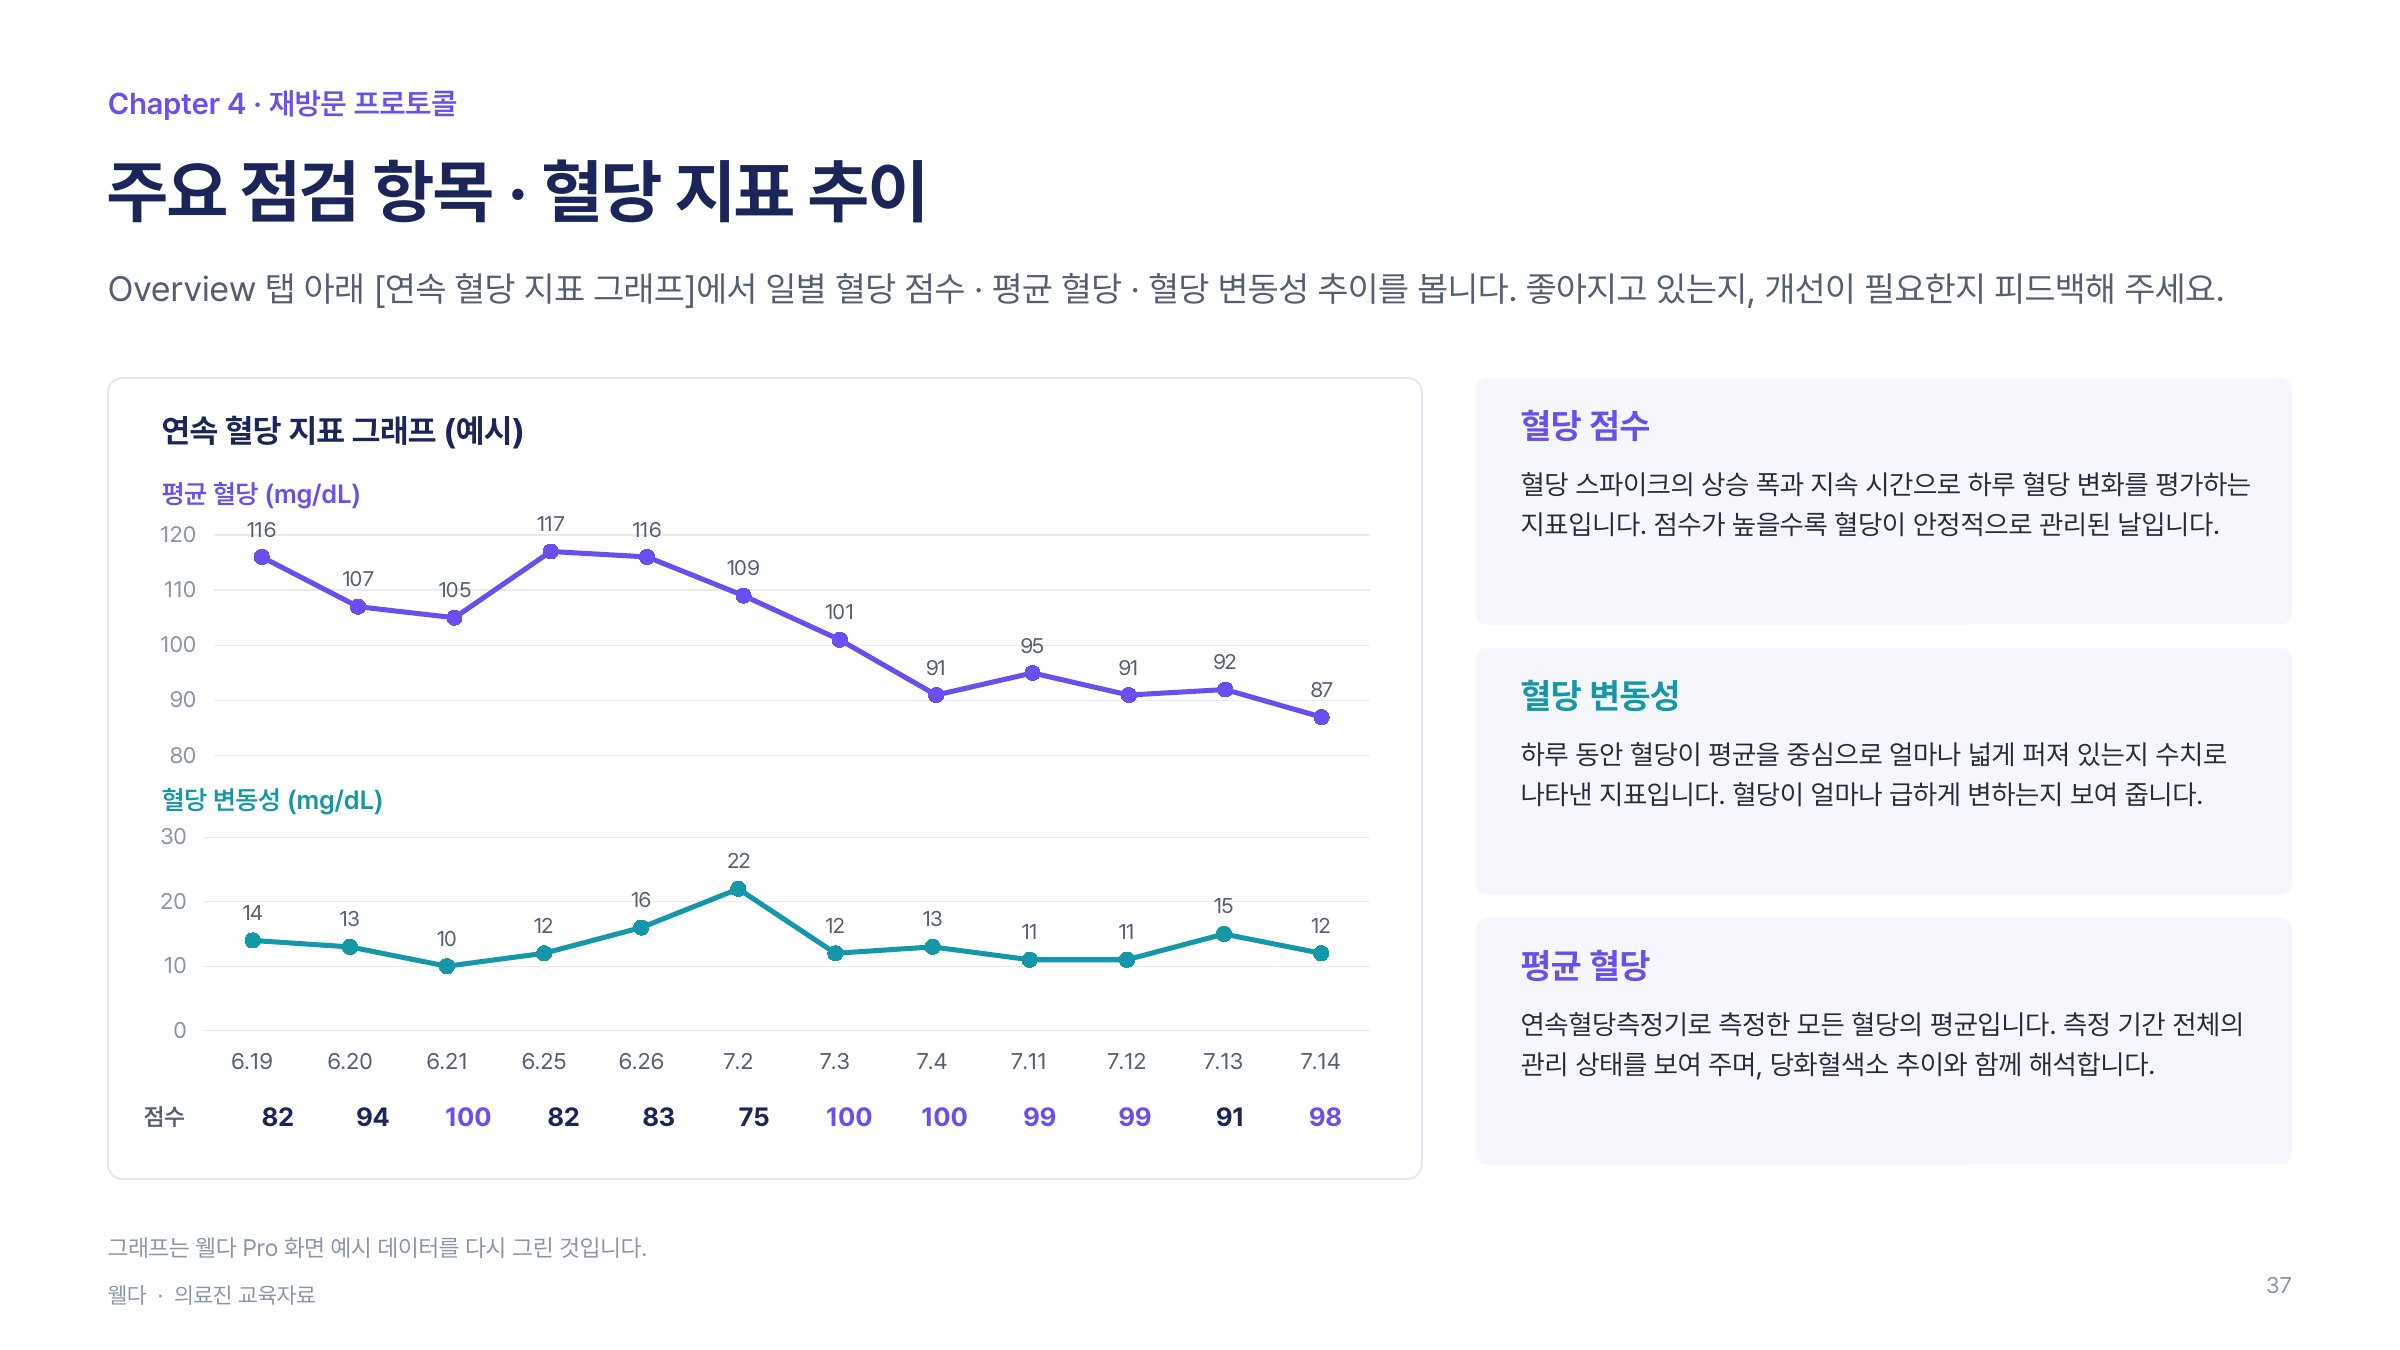 Chapter 4 · 재방문 프로토콜
주요 점검 항목 · 혈당 지표 추이
Overview 탭 아래 [연속 혈당 지표 그래프]에서 일별 혈당 점수 · 평균 혈당 · 혈당 변동성 추이를 봅니다. 좋아지고 있는지, 개선이 필요한지 피드백해 주세요.
연속 혈당 지표 그래프 (예시)
평균 혈당 (mg/dL)
120
110
100
90
80
116 107 105 117 116 109 101 91 95 91 92 87
혈당 변동성 (mg/dL)
30
20
10
0
14 13 10 12 16 22 12 13 11 11 15 12
6.19 6.20 6.21 6.25 6.26 7.2 7.3 7.4 7.11 7.12 7.13 7.14
점수 82 94 100 82 83 75 100 100 99 99 91 98
혈당 점수
혈당 스파이크의 상승 폭과 지속 시간으로 하루 혈당 변화를 평가하는
지표입니다. 점수가 높을수록 혈당이 안정적으로 관리된 날입니다.
혈당 변동성
하루 동안 혈당이 평균을 중심으로 얼마나 넓게 퍼져 있는지 수치로
나타낸 지표입니다. 혈당이 얼마나 급하게 변하는지 보여 줍니다.
평균 혈당
연속혈당측정기로 측정한 모든 혈당의 평균입니다. 측정 기간 전체의
관리 상태를 보여 주며, 당화혈색소 추이와 함께 해석합니다.
그래프는 웰다 Pro 화면 예시 데이터를 다시 그린 것입니다.
웰다 · 의료진 교육자료
37